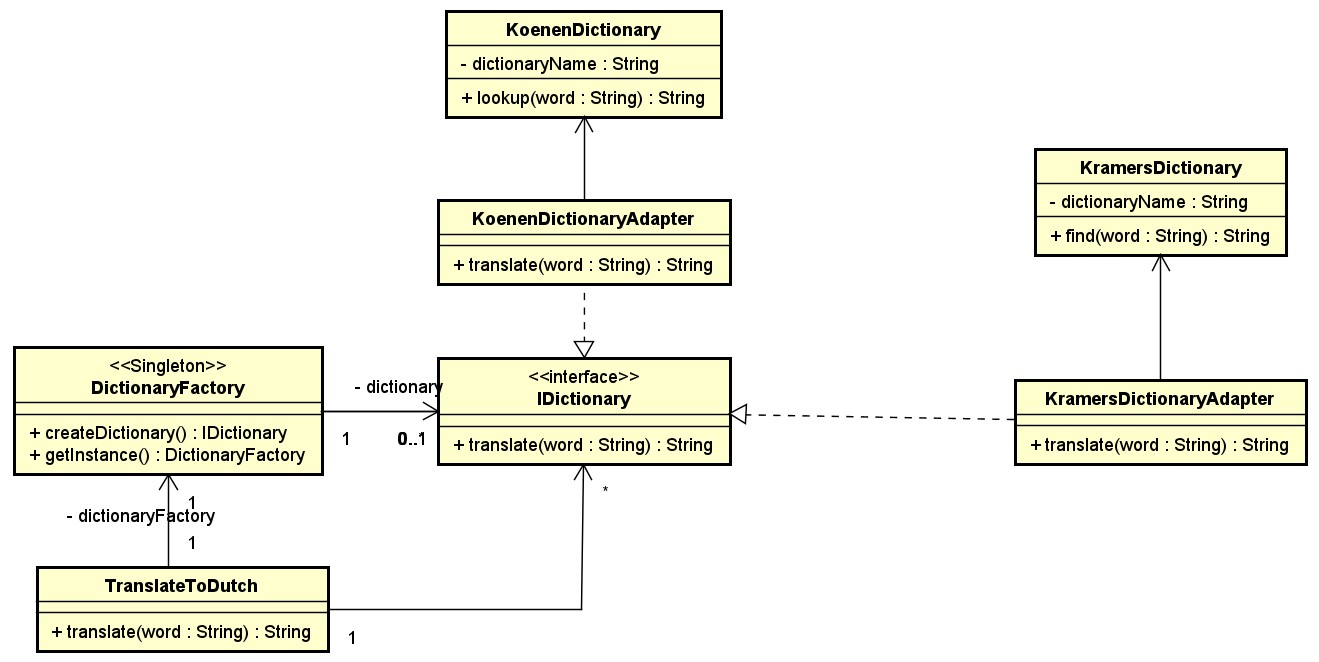 KoenenDictionary
- dictionaryName : String
+ lookup(word : String) : String
KoenenDictionaryAdapter
+ translate(word : String) : String
KramersDictionary
- dictionaryName : String
+ find(word : String) : String
<<Singleton>>
DictionaryFactory
+ createDictionary() : IDictionary
+ getInstance() : DictionaryFactory
- dictionary
1
0..1
<<interface>>
IDictionary
+ translate(word : String) : String
KramersDictionaryAdapter
+ translate(word : String) : String
1
- dictionaryFactory
1
*
TranslateToDutch
+ translate(word : String) : String
1